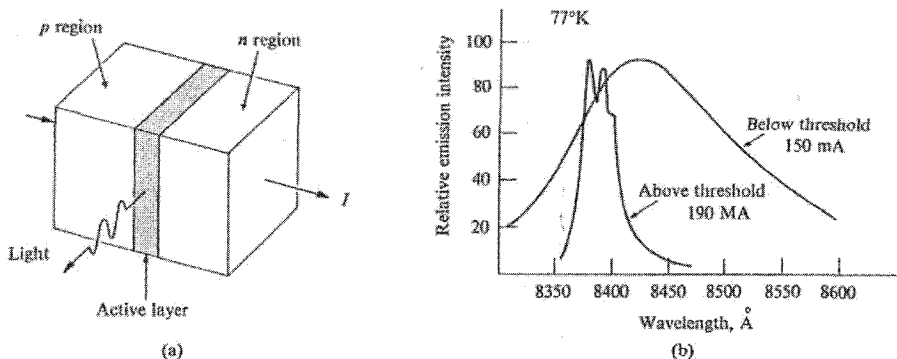 p region
n region
I
Light
Active layer
(a)
(b)
77°K
Relative emission intensity
100
80
60
40
20
Below threshold
150 mA
Above threshold
190 MA
8350 8400 8450 8500 8550 8600
Wavelength, Å